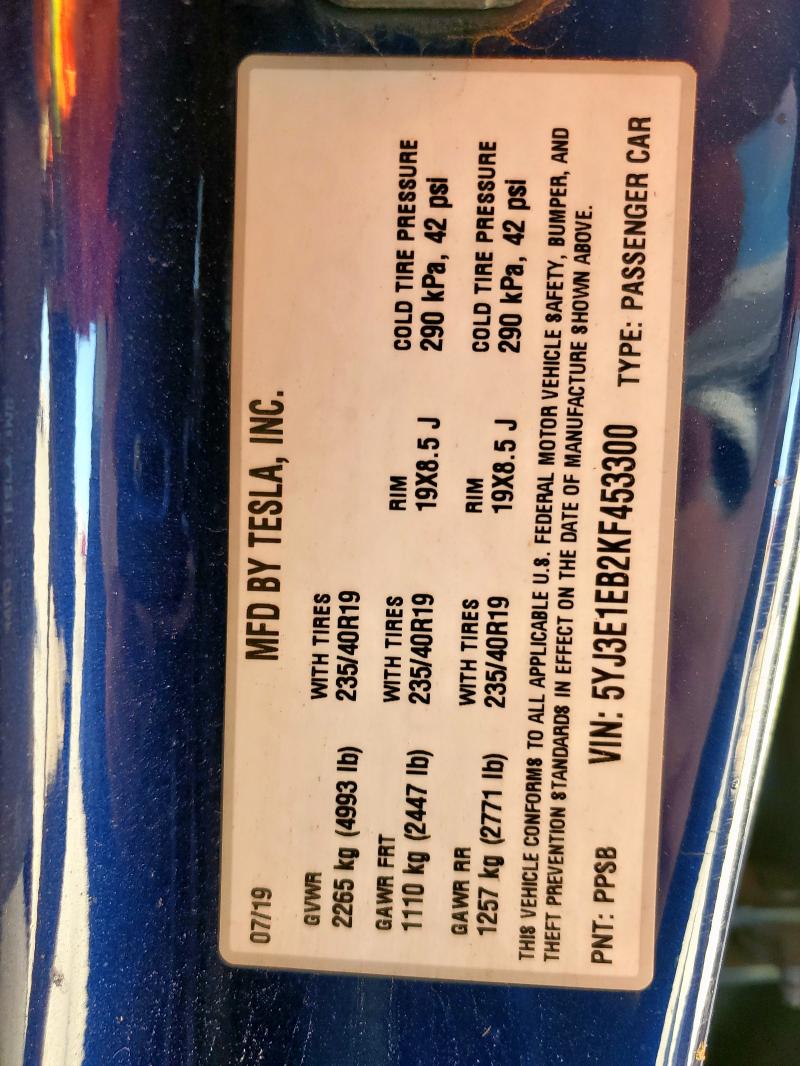 07/19 MFD BY TESLA, INC.
GVWR WITH TIRES
2265 kg (4993 lb) 235/40R19
GAWR FRT WITH TIRES RIM COLD TIRE PRESSURE
1110 kg (2447 lb) 235/40R19 19X8.5 J 290 kPa, 42 psi
GAWR RR WITH TIRES RIM COLD TIRE PRESSURE
1257 kg (2771 lb) 235/40R19 19X8.5 J 290 kPa, 42 psi
THIS VEHICLE CONFORMS TO ALL APPLICABLE U.S. FEDERAL MOTOR VEHICLE SAFETY, BUMPER, AND
THEFT PREVENTION STANDARDS IN EFFECT ON THE DATE OF MANUFACTURE SHOWN ABOVE.
PNT: PPSB VIN: 5YJ3E1EB2KF453300 TYPE: PASSENGER CAR